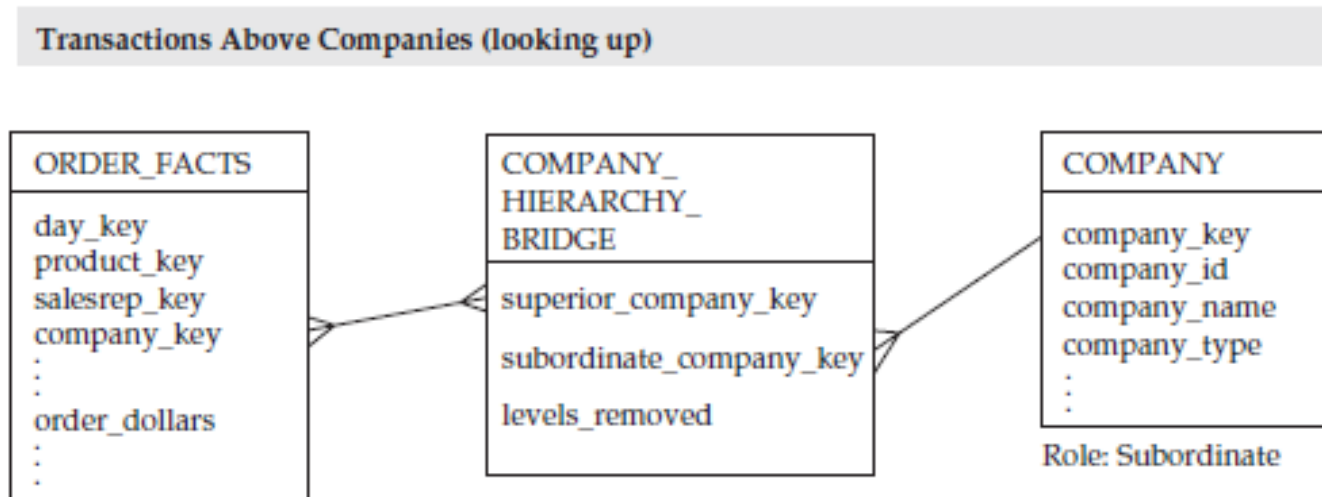 Transactions Above Companies (looking up)
ORDER_FACTS
day_key
product_key
salesrep_key
company_key
:
:
order_dollars
:
:
COMPANY_
HIERARCHY_
BRIDGE
superior_company_key
subordinate_company_key
levels_removed
COMPANY
company_key
company_id
company_name
company_type
:
:
Role: Subordinate